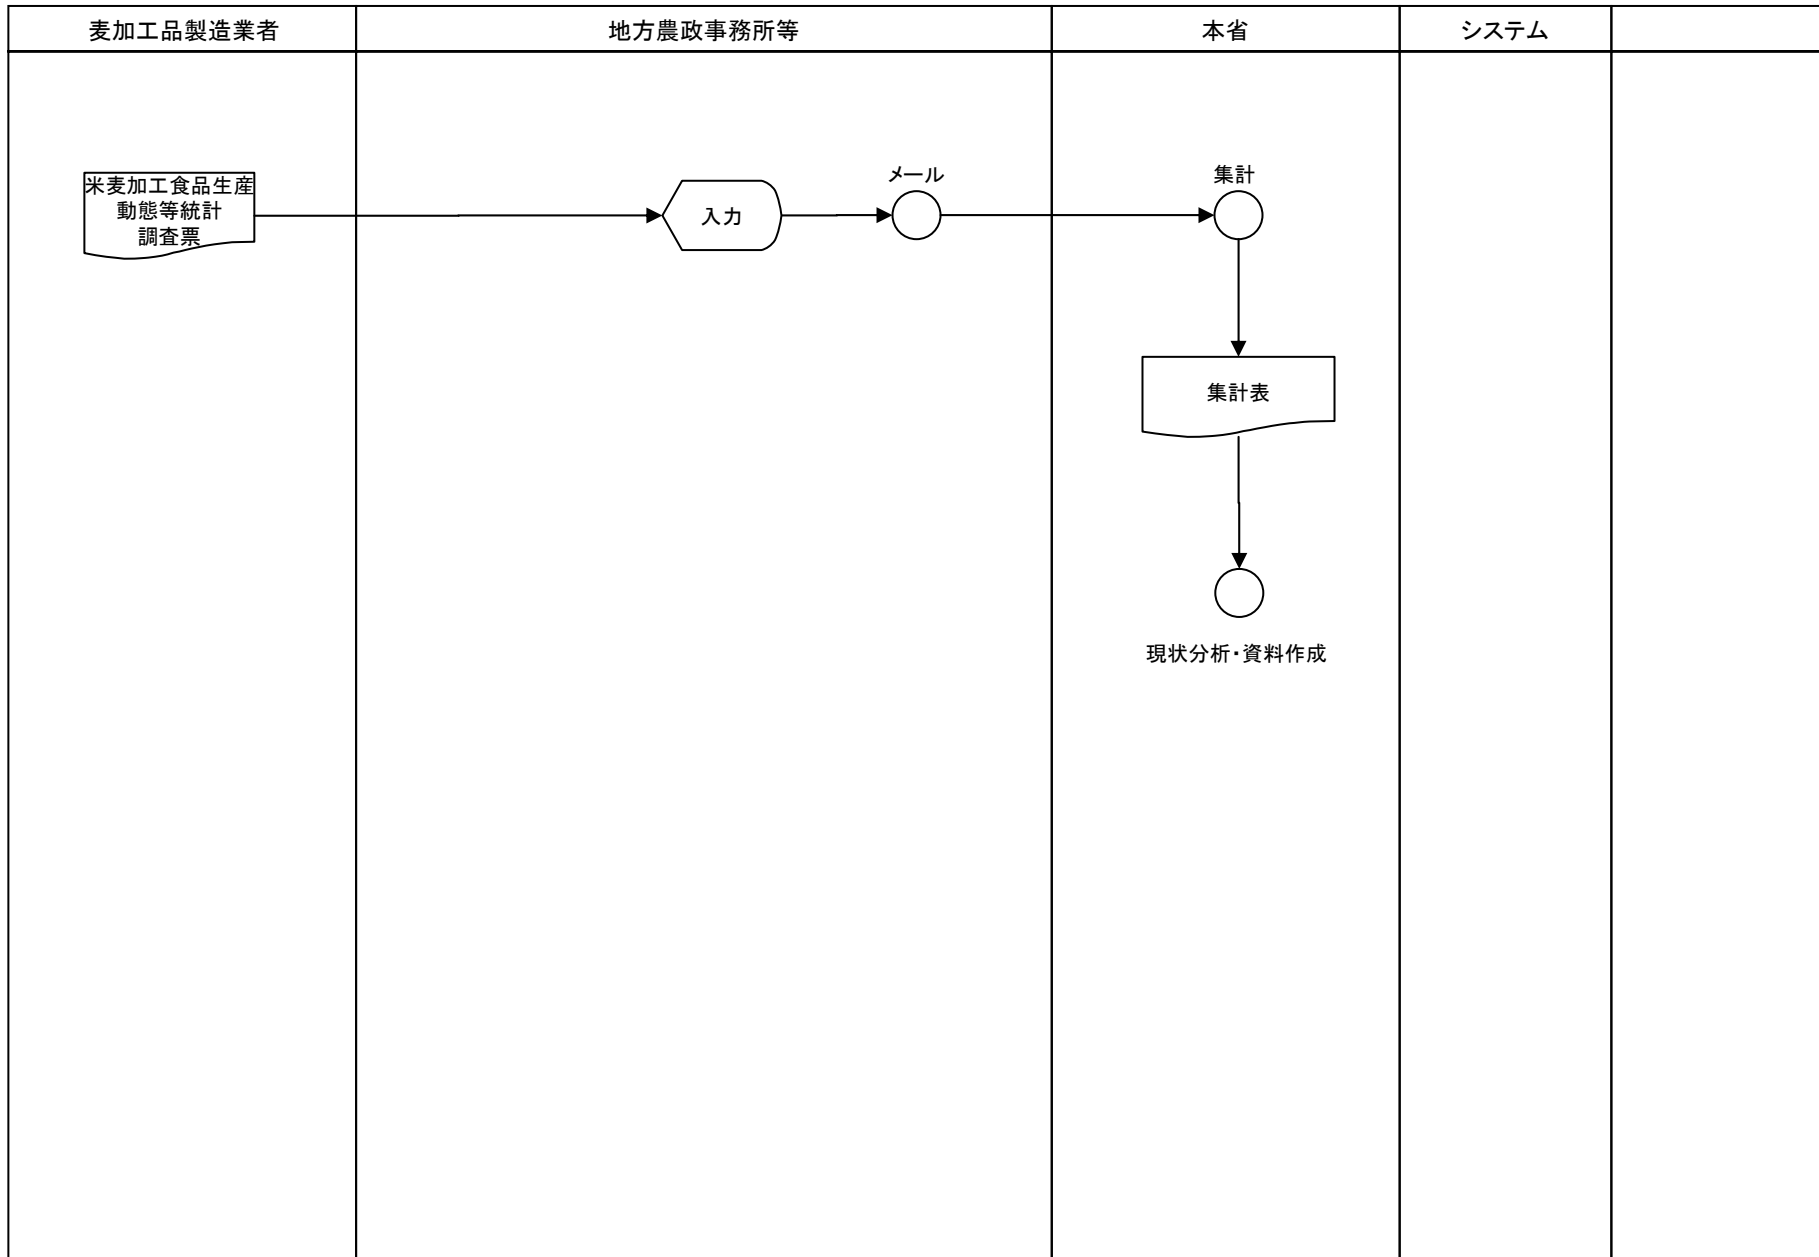 麦加工品製造業者
地方農政事務所等
本省
システム
米麦加工食品生産
動態等統計
調査票
入力
メール
集計
集計表
現状分析・資料作成